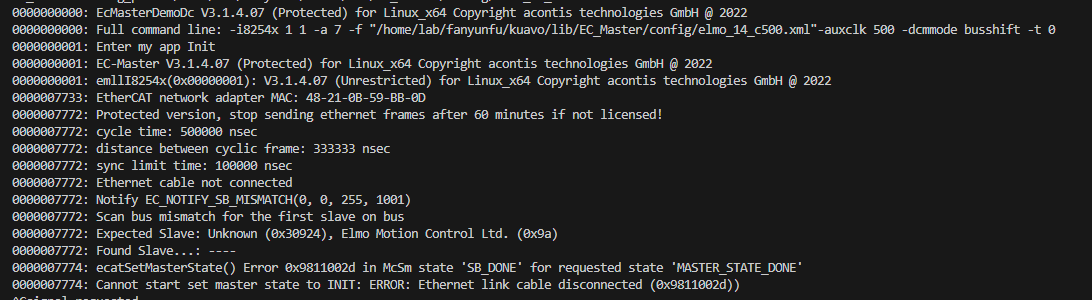 0000000000: EcMasterDemoDc V3.1.4.07 (Protected) for Linux_x64 Copyright acontis technologies GmbH @ 2022
0000000000: Full command line: -i8254x 1 1 -a 7 -f "/home/lab/fanyunfu/kuavo/lib/EC_Master/config/elmo_14_c500.xml"-auxclk 500 -dcmmode busshift -t 0
0000000001: Enter my app Init
0000000001: EC-Master V3.1.4.07 (Protected) for Linux_x64 Copyright acontis technologies GmbH @ 2022
0000000001: emllI8254x(0x00000001): V3.1.4.07 (Unrestricted) for Linux_x64 Copyright acontis technologies GmbH @ 2022
0000007733: EtherCAT network adapter MAC: 48-21-0B-59-BB-0D
0000007772: Protected version, stop sending ethernet frames after 60 minutes if not licensed!
0000007772: cycle time: 500000 nsec
0000007772: distance between cyclic frame: 333333 nsec
0000007772: sync limit time: 100000 nsec
0000007772: Ethernet cable not connected
0000007772: Notify EC_NOTIFY_SB_MISMATCH(0, 0, 255, 1001)
0000007772: Scan bus mismatch for the first slave on bus
0000007772: Expected Slave: Unknown (0x30924), Elmo Motion Control Ltd. (0x9a)
0000007772: Found Slave...: ----
0000007774: ecatSetMasterState() Error 0x9811002d in McSm state 'SB_DONE' for requested state 'MASTER_STATE_DONE'
0000007774: Cannot start set master state to INIT: ERROR: Ethernet link cable disconnected (0x9811002d))